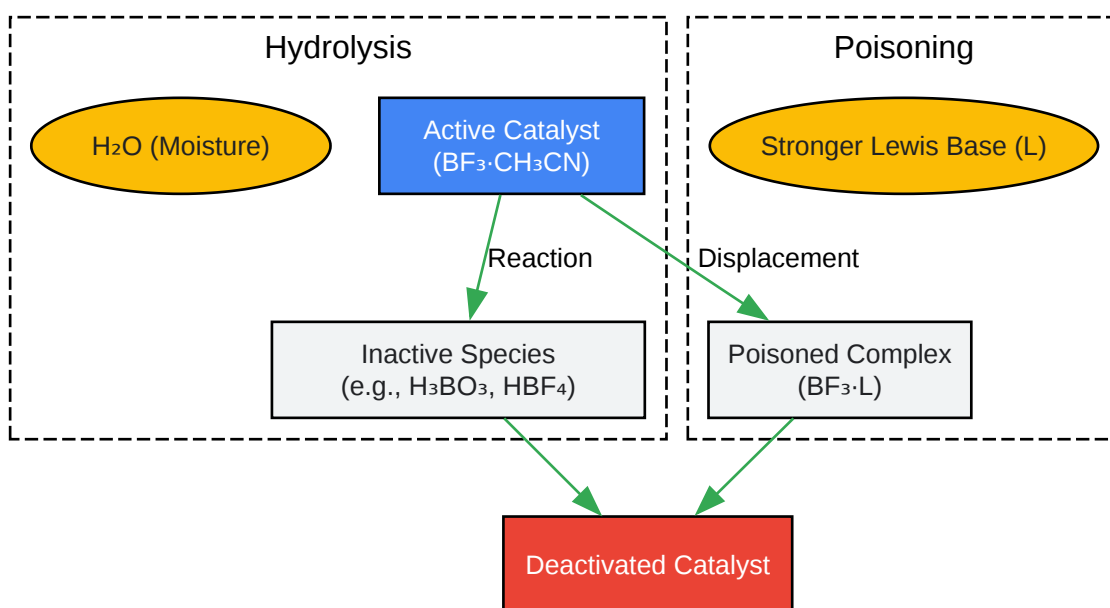 Hydrolysis
Poisoning
H₂O (Moisture)
Active Catalyst
(BF₃·CH₃CN)
Stronger Lewis Base (L)
Reaction
Displacement
Inactive Species
(e.g., H₃BO₃, HBF₄)
Poisoned Complex
(BF₃·L)
Deactivated Catalyst